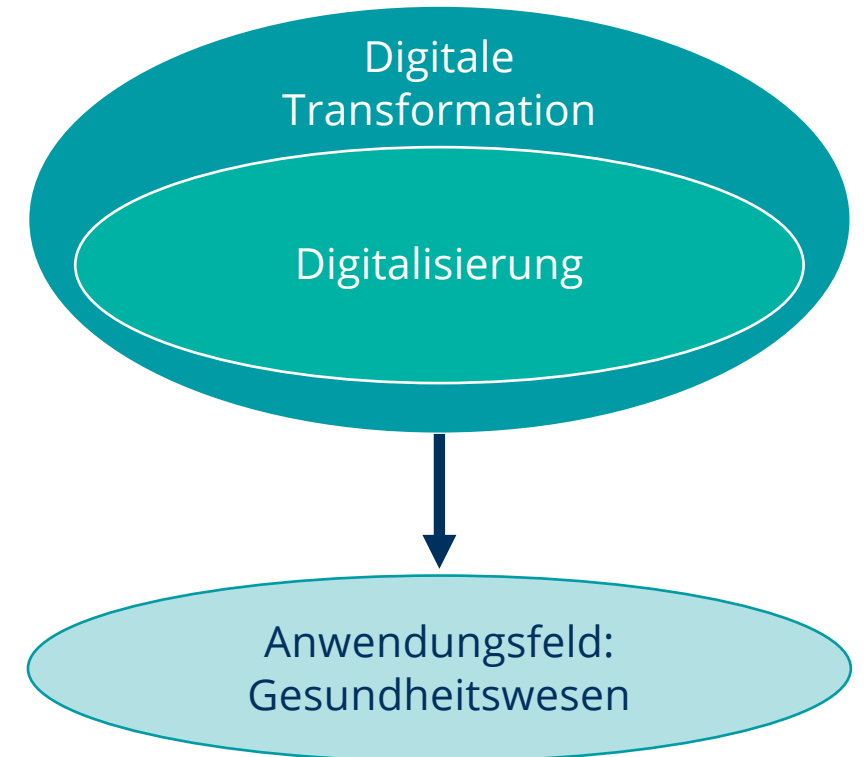 Digitale
Transformation
Digitalisierung
Anwendungsfeld:
Gesundheitswesen